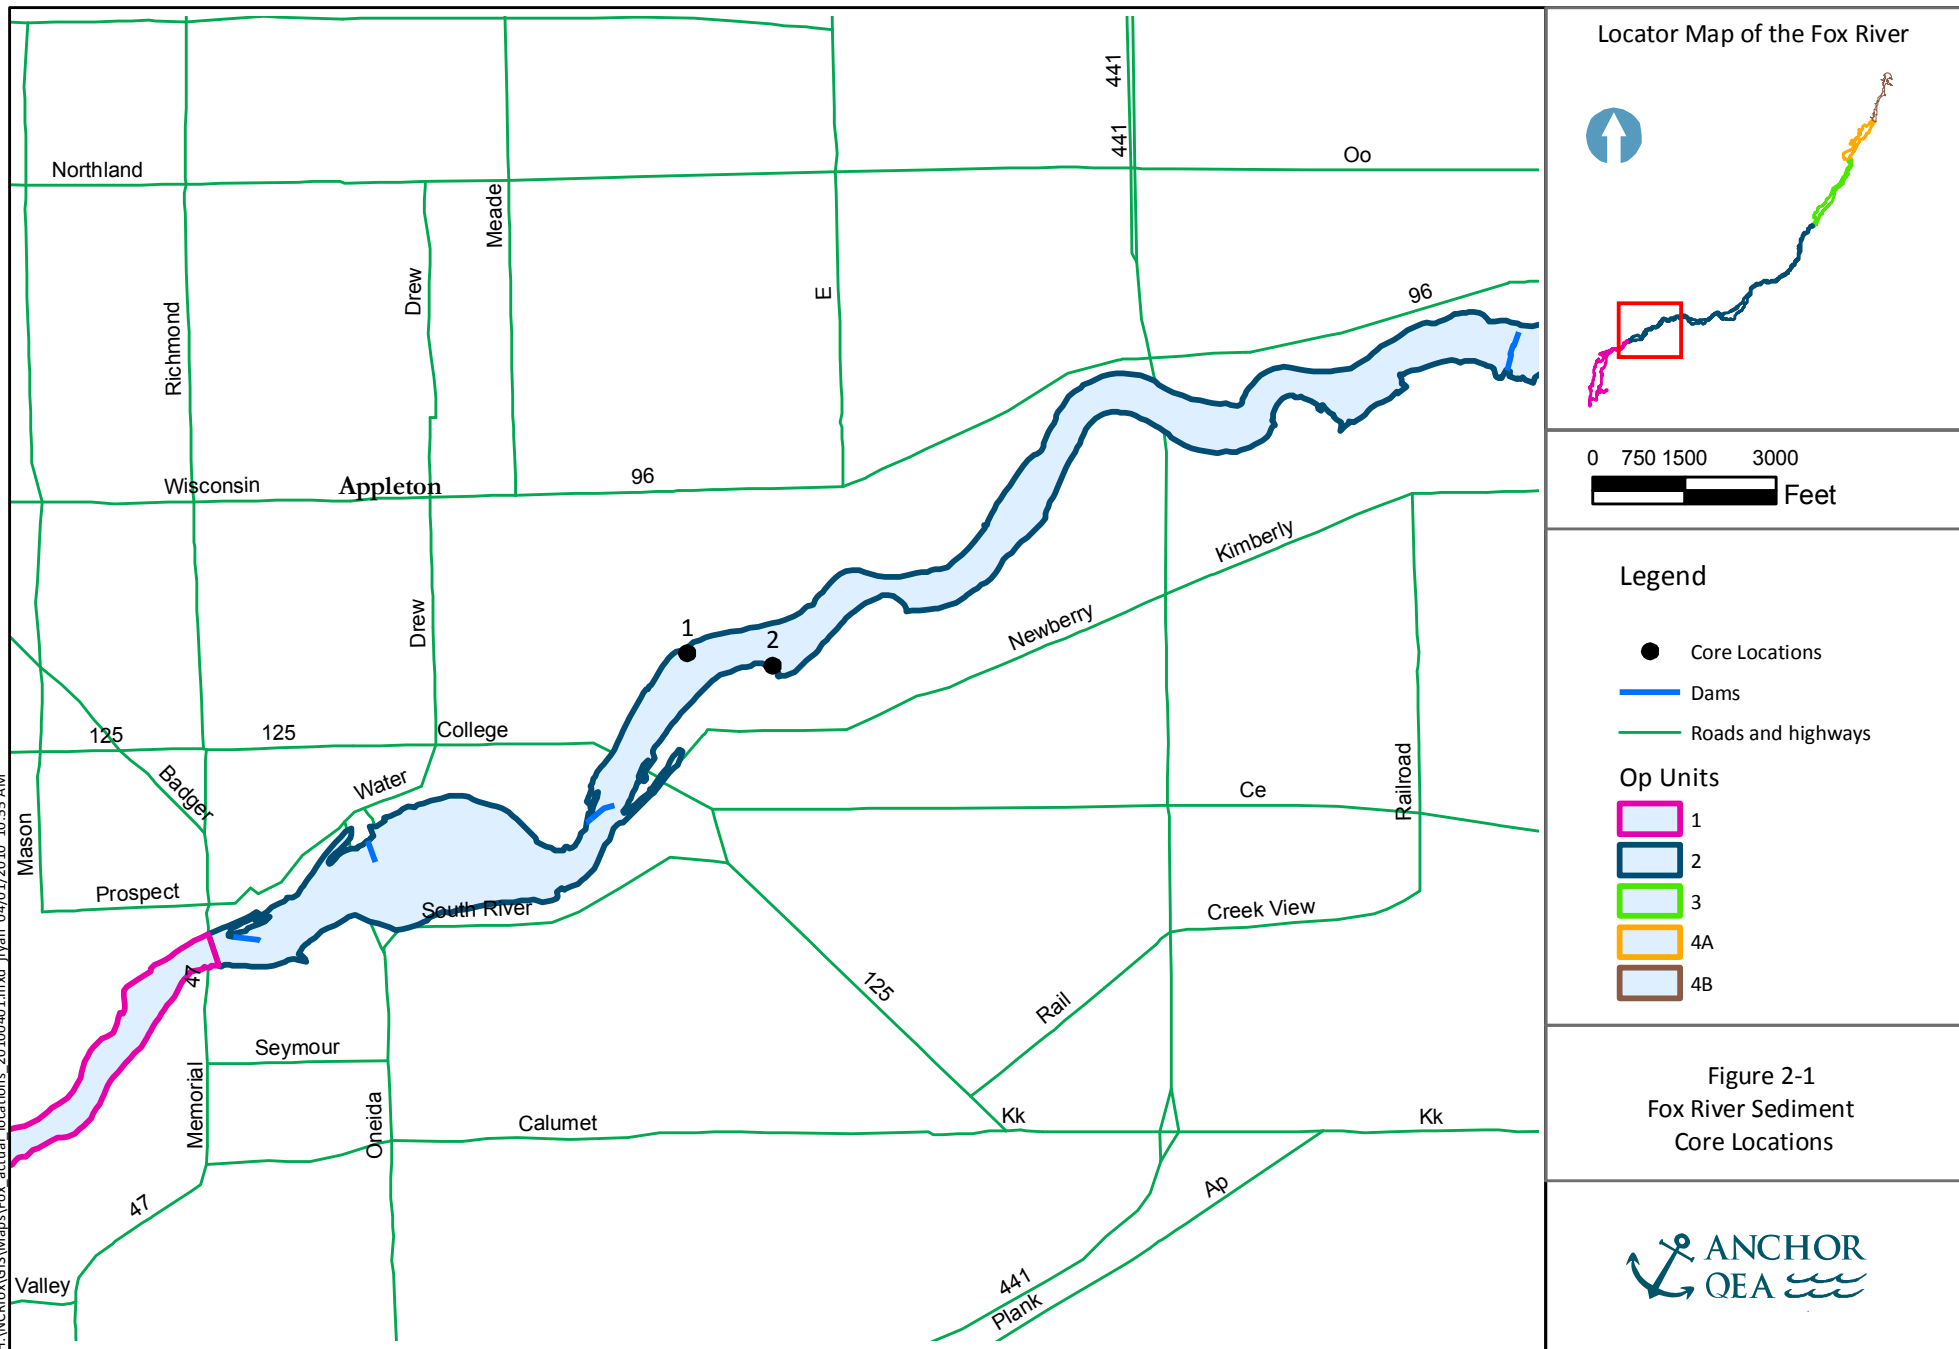 441
441
Northland
Oo
Meade
Drew
E
Richmond
96
Wisconsin
Appleton
96
Kimberly
Newberry
Drew
1
2
125
125
College
Badger
Water
Ce
Railroad
Mason
Prospect
South River
Creek View
47
125
Rail
Seymour
Memorial
Oneida
Calumet
Kk
Kk
47
Ap
Valley
441
Plank
Locator Map of the Fox River
0 750 1500 3000
Feet
Legend
Core Locations
Dams
Roads and highways
Op Units
1
2
3
4A
4B
Figure 2-1
Fox River Sediment
Core Locations
ANCHOR
QEA